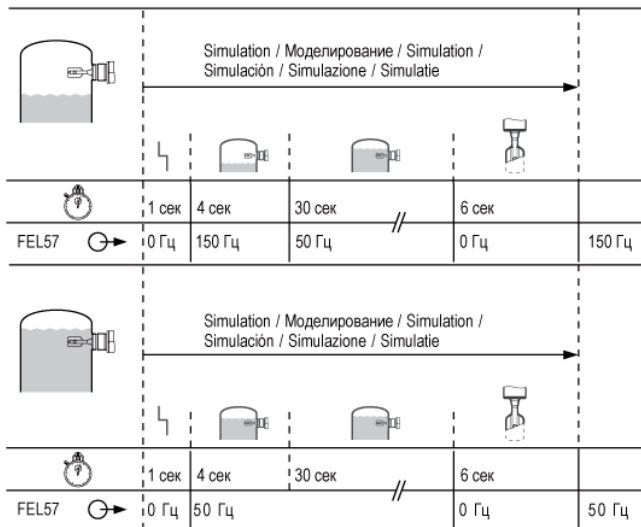 Simulation / Моделирование / Simulation /
Simulación / Simulazione / Simulatie
1 сек 4 сек 30 сек 6 сек
FEL57 0 Гц 150 Гц 50 Гц 0 Гц 150 Гц
Simulation / Моделирование / Simulation /
Simulación / Simulazione / Simulatie
1 сек 4 сек 30 сек 6 сек
FEL57 0 Гц 50 Гц 0 Гц 50 Гц